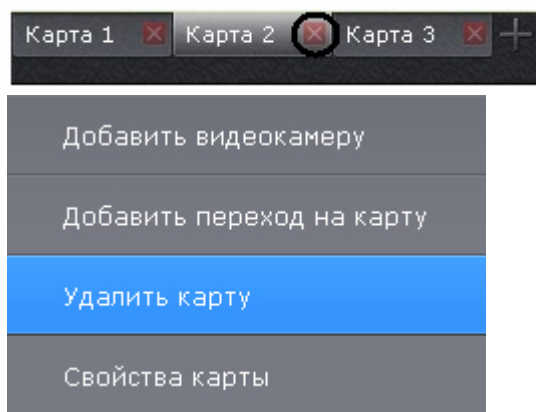 Карта 1 Карта 2 Карта 3
Добавить видеокамеру
Добавить переход на карту
Удалить карту
Свойства карты